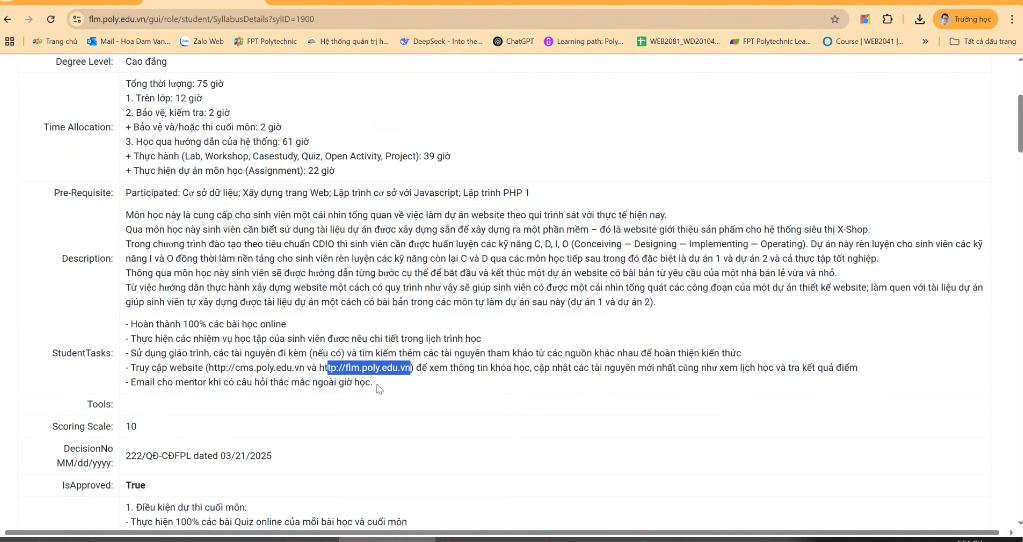 flm.poly.edu.vn/gui/role/student/SyllabusDetails?sylID=1900
Trường học
Trang chủ
Mail - Hoa Dam Van...
Zalo Web
FPT Polytechnic
Hệ thống quản trị h...
DeepSeek - Into the...
ChatGPT
Learning path: Poly...
WEB2081_WD20104...
FPT Polytechnic Lea...
Course | WEB2041 |...
»
Tất cả dấu trang
Degree Level: Cao đẳng
Tổng thời lượng: 75 giờ
1. Trên lớp: 12 giờ
2. Bảo vệ, kiểm tra: 2 giờ
+ Bảo vệ và/hoặc thi cuối môn: 2 giờ
Time Allocation:
3. Học qua hướng dẫn của hệ thống: 61 giờ
+ Thực hành (Lab, Workshop, Casestudy, Quiz, Open Activity, Project): 39 giờ
+ Thực hiện dự án môn học (Assignment): 22 giờ
Pre-Requisite: Participated: Cơ sở dữ liệu; Xây dựng trang Web; Lập trình cơ sở với Javascript; Lập trình PHP 1
Môn học này là cung cấp cho sinh viên một cái nhìn tổng quan về việc làm dự án website theo qui trình sát với thực tế hiện nay.
Qua môn học này sinh viên cần biết sử dụng tài liệu dự án được xây dựng sẵn để xây dựng ra một phần mềm – đó là website giới thiệu sản phẩm cho hệ thống siêu thị X-Shop.
Trong chương trình đào tạo theo tiêu chuẩn CDIO thì sinh viên cần được huấn luyện các kỹ năng C, D, I, O (Conceiving — Designing — Implementing — Operating). Dự án này rèn luyện cho sinh viên các kỹ
Description: năng I và O đồng thời làm nền tảng cho sinh viên rèn luyện các kỹ năng còn lại C và D qua các môn học tiếp sau trong đó đặc biệt là dự án 1 và dự án 2 và cả thực tập tốt nghiệp.
Thông qua môn học này sinh viên sẽ được hướng dẫn từng bước cụ thể để bắt đầu và kết thúc một dự án website có bài bản từ yêu cầu của một nhà bán lẻ vừa và nhỏ.
Từ việc hướng dẫn thực hành xây dựng website một cách có quy trình như vậy sẽ giúp sinh viên có được một cái nhìn tổng quát các công đoạn của một dự án thiết kế website; làm quen với tài liệu dự án
giúp sinh viên tự xây dựng được tài liệu dự án một cách có bài bản trong các môn tự làm dự án sau này (dự án 1 và dự án 2).
- Hoàn thành 100% các bài học online
- Thực hiện các nhiệm vụ học tập của sinh viên được nêu chi tiết trong lịch trình học
StudentTasks: - Sử dụng giáo trình, các tài nguyên đi kèm (nếu có) và tìm kiếm thêm các tài nguyên tham khảo từ các nguồn khác nhau để hoàn thiện kiến thức
- Truy cập website (http://cms.poly.edu.vn và http://flm.poly.edu.vn) để xem thông tin khóa học, cập nhật các tài nguyên mới nhất cũng như xem lịch học và tra kết quả điểm
- Email cho mentor khi có câu hỏi thắc mắc ngoài giờ học.
Tools:
Scoring Scale: 10
DecisionNo
MM/dd/yyyy:
222/QĐ-CĐFPL dated 03/21/2025
IsApproved: True
1. Điều kiện dự thi cuối môn:
- Thực hiện 100% các bài Quiz online của mỗi bài học và cuối môn